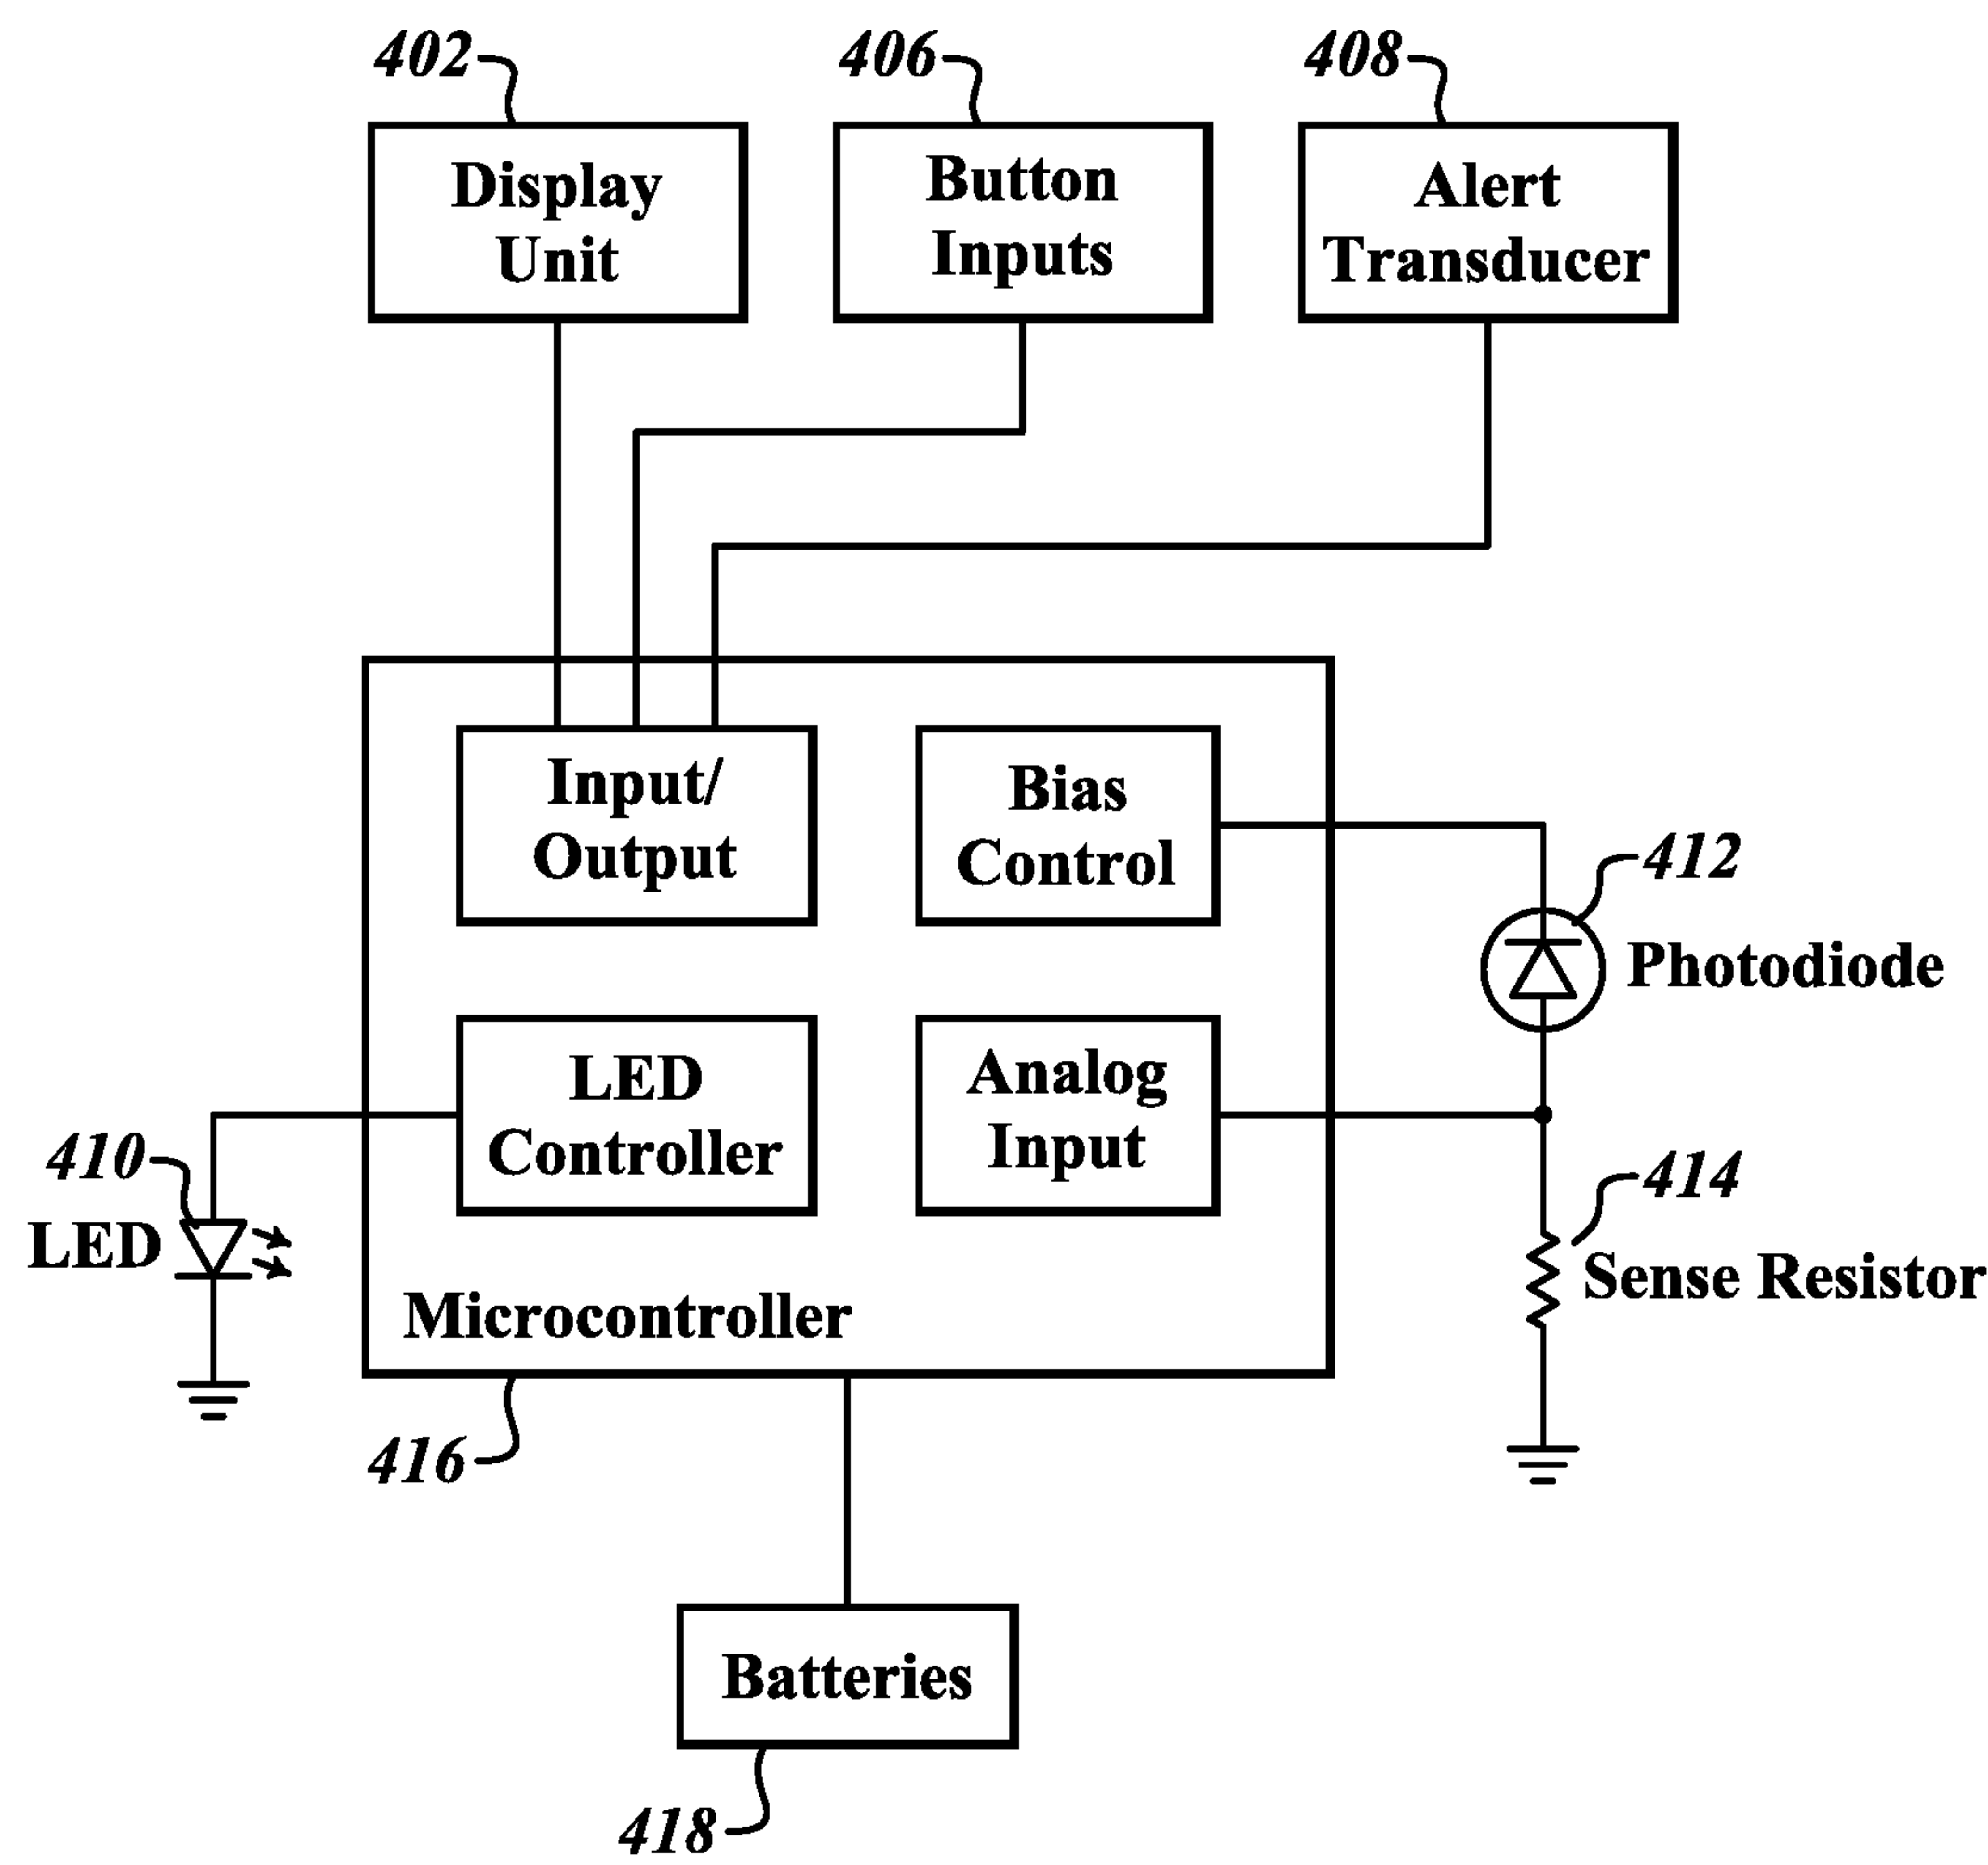 402
406
408
Display
Unit
Button
Inputs
Alert
Transducer
Input/
Output
Bias
Control
412
Photodiode
LED
Controller
Analog
Input
410
LED
414
Sense Resistor
Microcontroller
416
Batteries
418